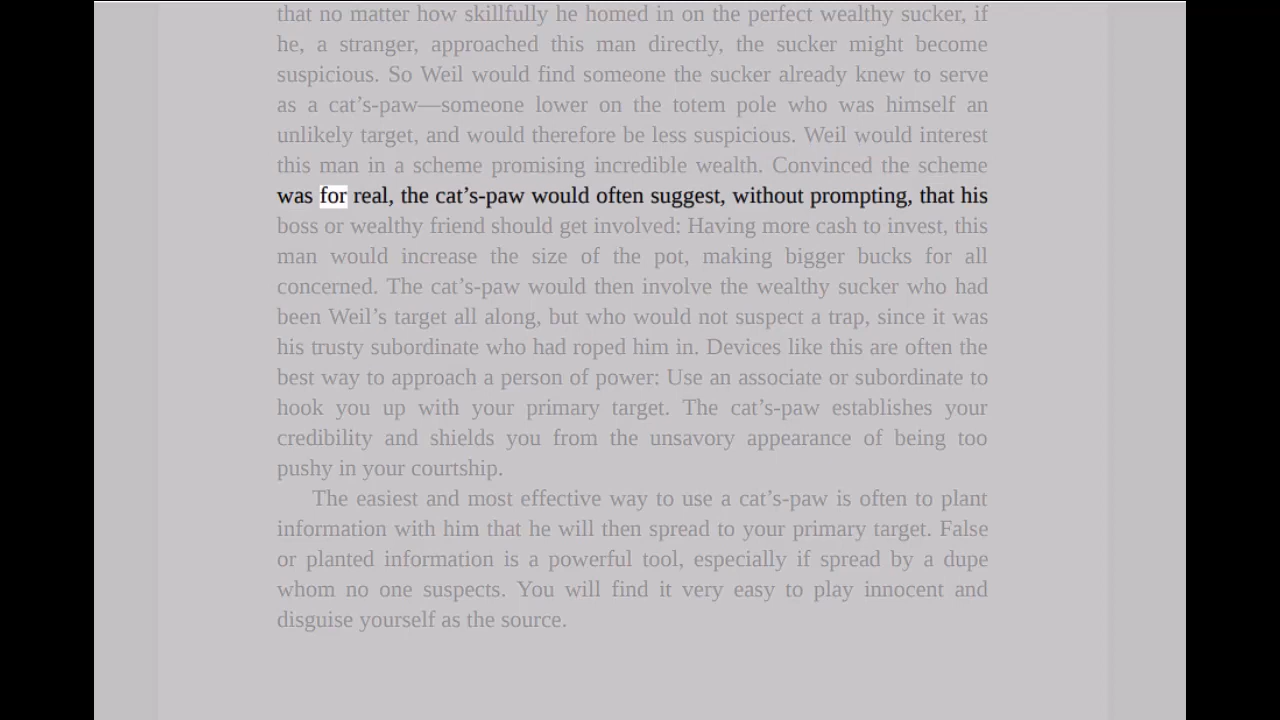 that no matter how skillfully he homed in on the perfect wealthy sucker, if
he, a stranger, approached this man directly, the sucker might become
suspicious. So Weil would find someone the sucker already knew to serve
as a cat’s-paw—someone lower on the totem pole who was himself an
unlikely target, and would therefore be less suspicious. Weil would interest
this man in a scheme promising incredible wealth. Convinced the scheme
was for real, the cat’s-paw would often suggest, without prompting, that his
boss or wealthy friend should get involved: Having more cash to invest, this
man would increase the size of the pot, making bigger bucks for all
concerned. The cat’s-paw would then involve the wealthy sucker who had
been Weil’s target all along, but who would not suspect a trap, since it was
his trusty subordinate who had roped him in. Devices like this are often the
best way to approach a person of power: Use an associate or subordinate to
hook you up with your primary target. The cat’s-paw establishes your
credibility and shields you from the unsavory appearance of being too
pushy in your courtship.
The easiest and most effective way to use a cat’s-paw is often to plant
information with him that he will then spread to your primary target. False
or planted information is a powerful tool, especially if spread by a dupe
whom no one suspects. You will find it very easy to play innocent and
disguise yourself as the source.